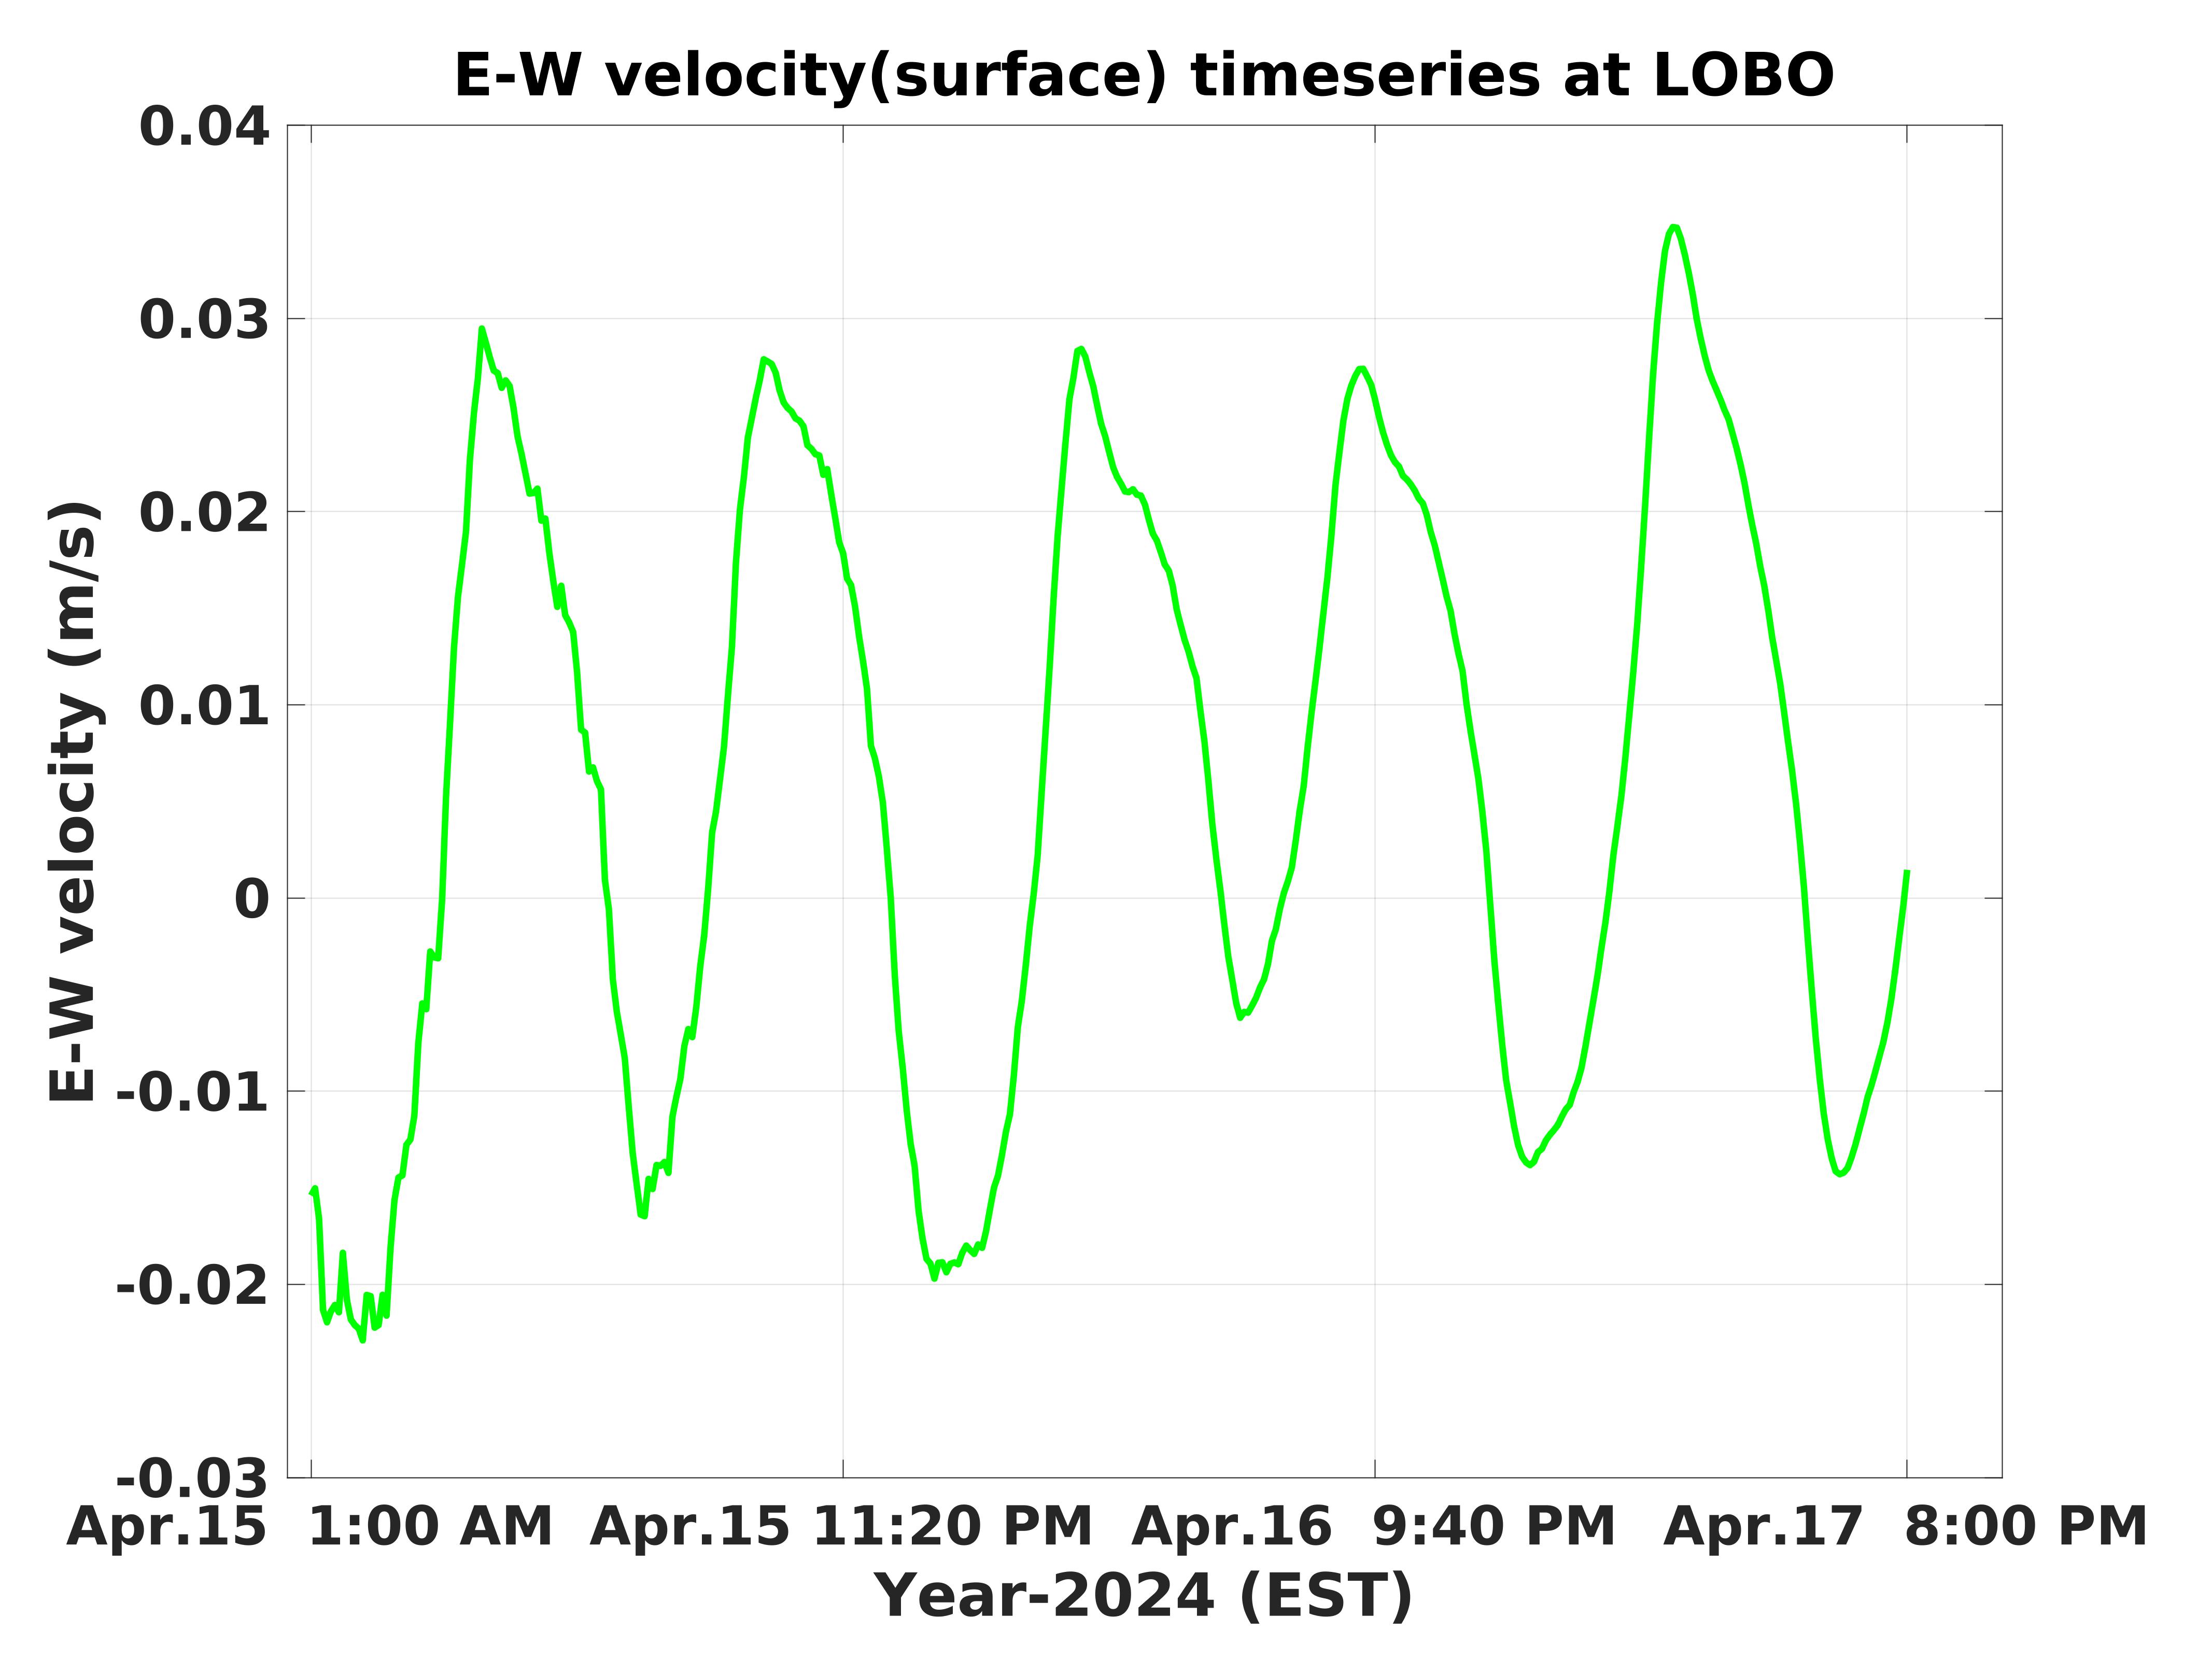 E-W velocity(surface) timeseries at LOBO
0.04
0.03
0.02
0.01
0
-0.01
-0.02
-0.03
E-W velocity (m/s)
Apr.15 1:00 AM Apr.15 11:20 PM Apr.16 9:40 PM Apr.17 8:00 PM
Year-2024 (EST)